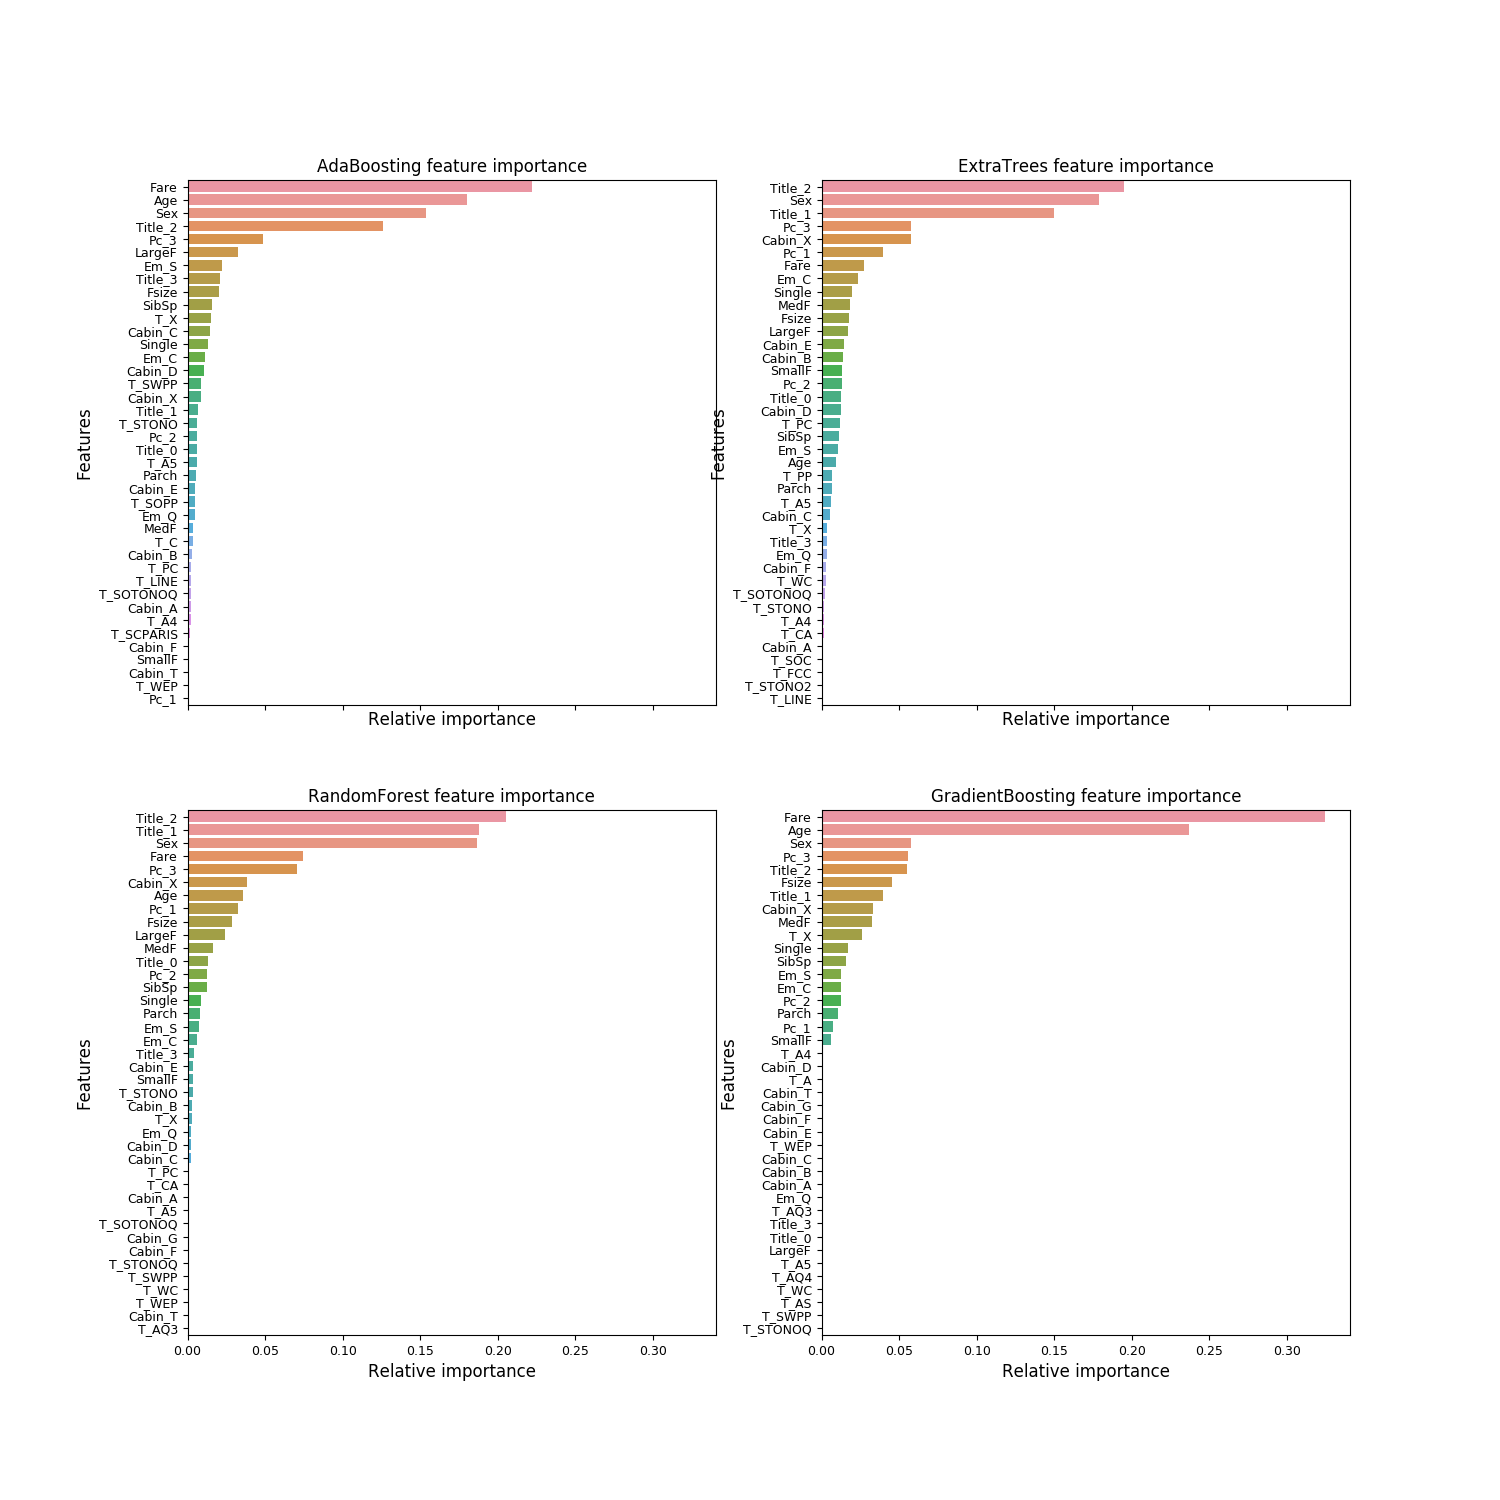 AdaBoosting feature importance
Fare
Age
Sex
Title_2
Pc_3
LargeF
Em_S
Title_3
Fsize
SibSp
T_X
Cabin_C
Single
Em_C
Cabin_D
T_SWPP
Cabin_X
Title_1
T_STONO
Pc_2
Title_0
T_A5
Parch
Cabin_E
T_SOPP
Em_Q
MedF
T_C
Cabin_B
T_PC
T_LINE
T_SOTONOQ
Cabin_A
T_A4
T_SCPARIS
Cabin_F
SmallF
Cabin_T
T_WEP
Pc_1
Features
Relative importance
ExtraTrees feature importance
Title_2
Sex
Title_1
Pc_3
Cabin_X
Pc_1
Fare
Em_C
Single
MedF
Fsize
LargeF
Cabin_E
Cabin_B
SmallF
Pc_2
Title_0
Cabin_D
T_PC
SibSp
Em_S
Age
T_PP
Parch
T_A5
Cabin_C
T_X
Title_3
Em_Q
Cabin_F
T_WC
T_SOTONOQ
T_STONO
T_A4
T_CA
Cabin_A
T_SOC
T_FCC
T_STONO2
T_LINE
Features
Relative importance
RandomForest feature importance
Title_2
Title_1
Sex
Fare
Pc_3
Cabin_X
Age
Pc_1
Fsize
LargeF
MedF
Title_0
Pc_2
SibSp
Single
Parch
Em_S
Em_C
Title_3
Cabin_E
SmallF
T_STONO
Cabin_B
T_X
Em_Q
Cabin_D
Cabin_C
T_PC
T_CA
Cabin_A
T_A5
T_SOTONOQ
Cabin_G
Cabin_F
T_STONOQ
T_SWPP
T_WC
T_WEP
Cabin_T
T_AQ3
Features
0.00 0.05 0.10 0.15 0.20 0.25 0.30
Relative importance
GradientBoosting feature importance
Fare
Age
Sex
Pc_3
Title_2
Fsize
Title_1
Cabin_X
MedF
T_X
Single
SibSp
Em_S
Em_C
Pc_2
Parch
Pc_1
SmallF
T_A4
Cabin_D
T_A
Cabin_T
Cabin_G
Cabin_F
Cabin_E
T_WEP
Cabin_C
Cabin_B
Cabin_A
Em_Q
T_AQ3
Title_3
Title_0
LargeF
T_A5
T_AQ4
T_WC
T_AS
T_SWPP
T_STONOQ
Features
0.00 0.05 0.10 0.15 0.20 0.25 0.30
Relative importance